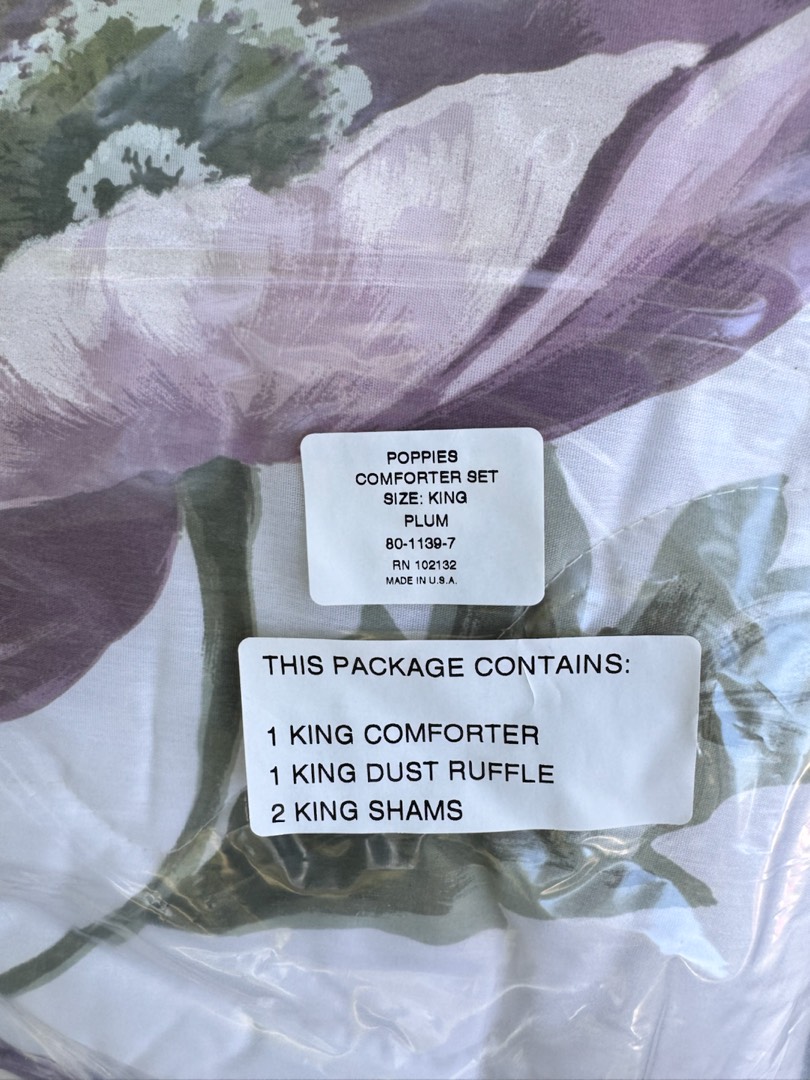 POPPIES
COMFORTER SET
SIZE: KING
PLUM
80-1139-7
RN 102132
MADE IN U.S.A.
THIS PACKAGE CONTAINS:
1 KING COMFORTER
1 KING DUST RUFFLE
2 KING SHAMS